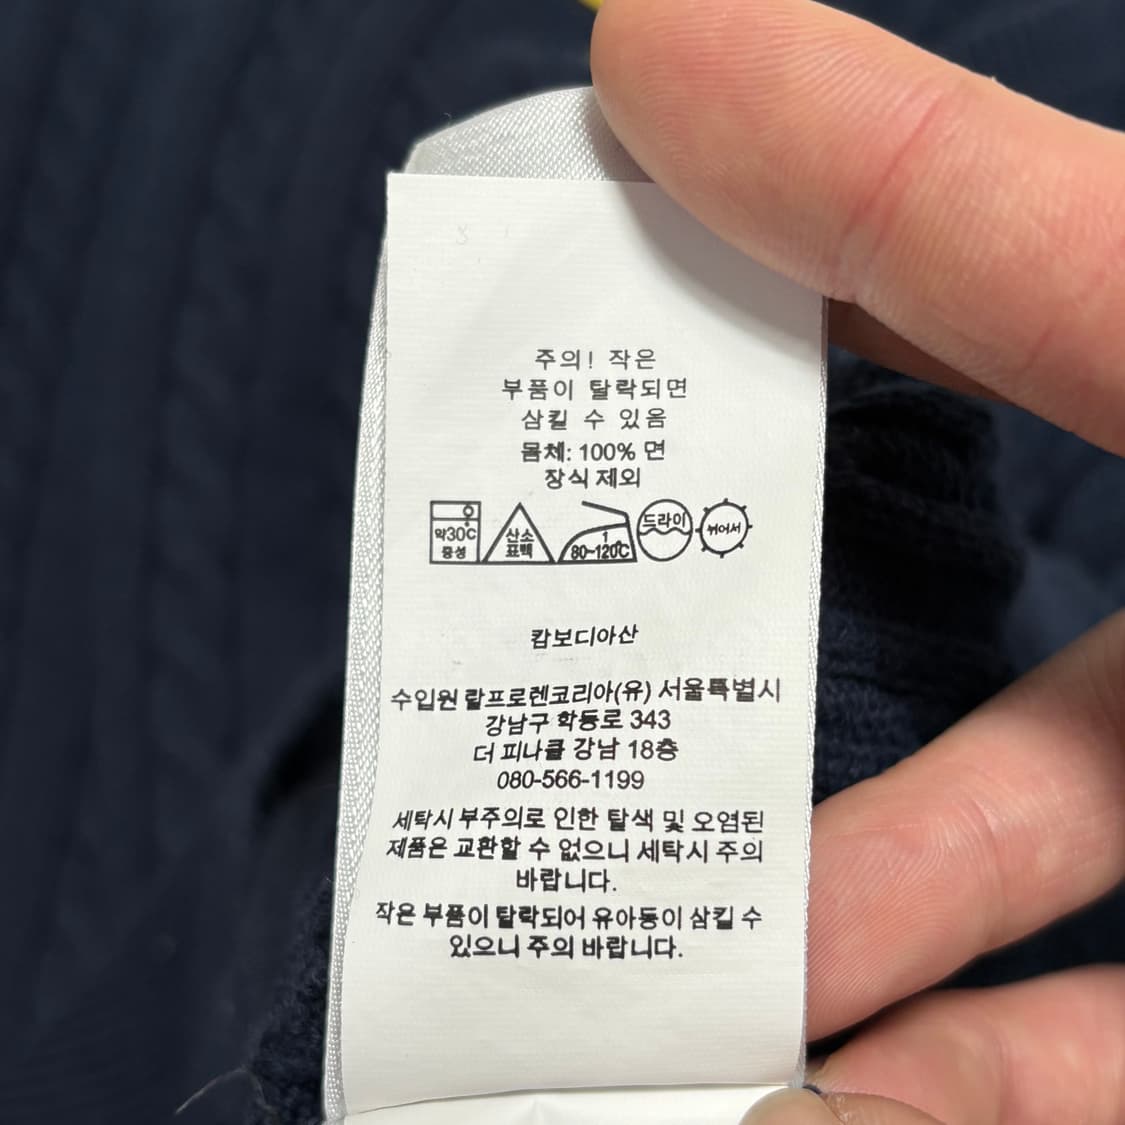 주의! 작은
부품이 탈락되면
삼킬 수 있음
몸체: 100% 면
장식 제외
약30℃
중성
산소
표백
1
80~120℃
드라이
뉘어서
캄보디아산
수입원 랄프로렌코리아(유) 서울특별시
강남구 학동로 343
더 피나클 강남 18층
080-566-1199
세탁시 부주의로 인한 탈색 및 오염된
제품은 교환할 수 없으니 세탁시 주의
바랍니다.
작은 부품이 탈락되어 유아동이 삼킬 수
있으니 주의 바랍니다.